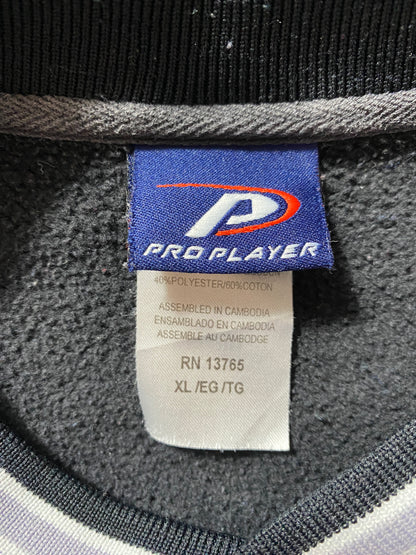 P
PRO PLAYER
40%POLYESTER/60%COTON
ASSEMBLED IN CAMBODIA
ENSAMBLADO EN CAMBODIA
ASSEMBLE AU CAMBODGE
RN 13765
XL /EG/TG